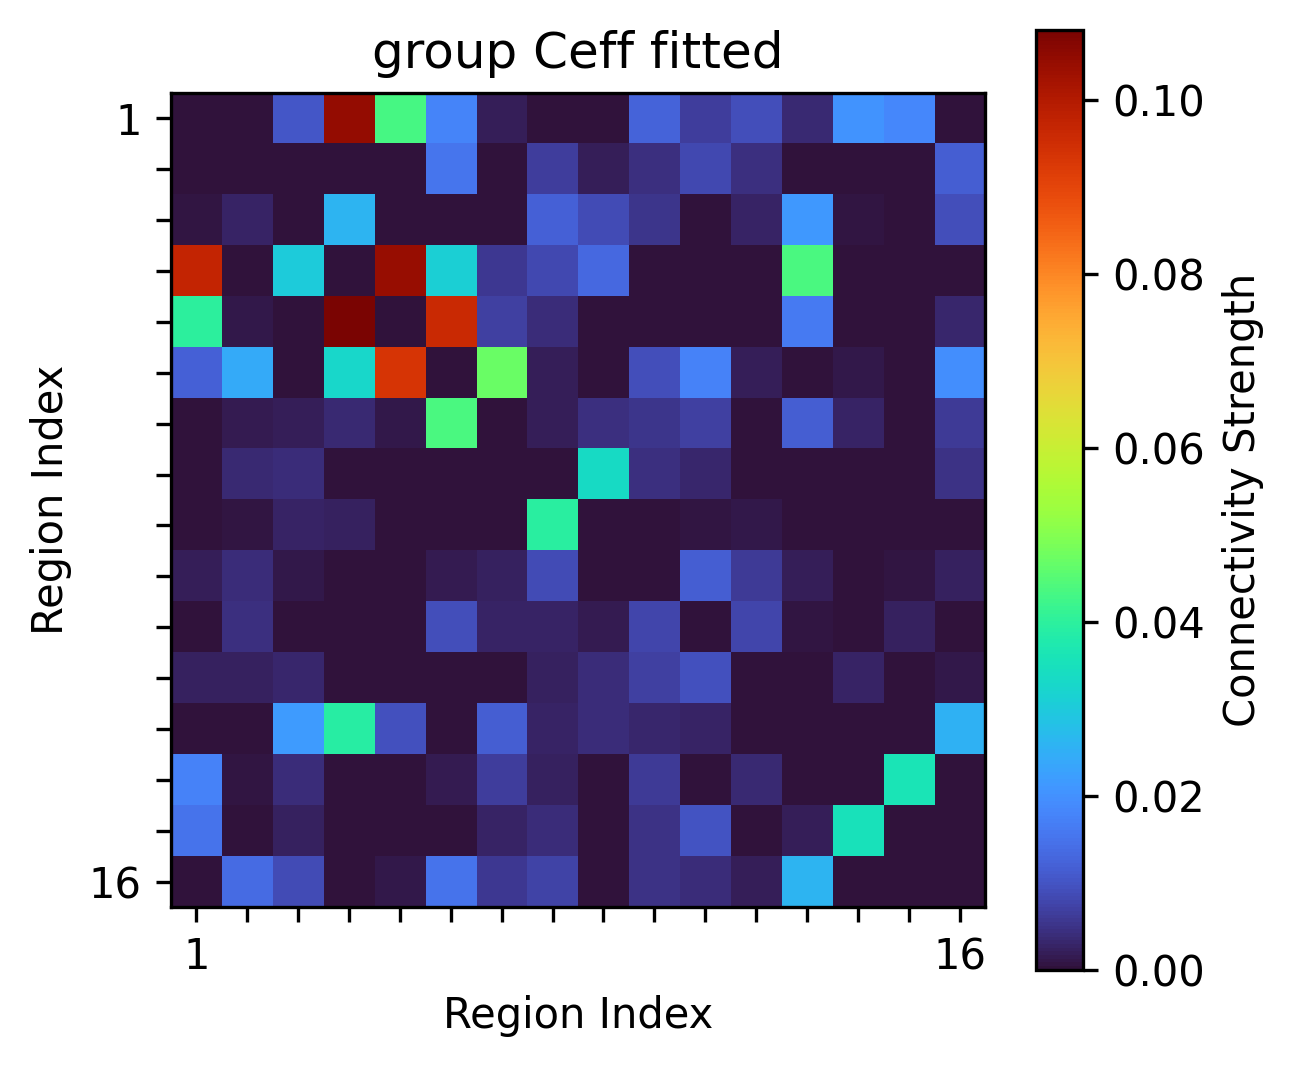 group Ceff fitted
1
16
1
16
Region Index
Region Index
0.10
0.08
0.06
0.04
0.02
0.00
Connectivity Strength